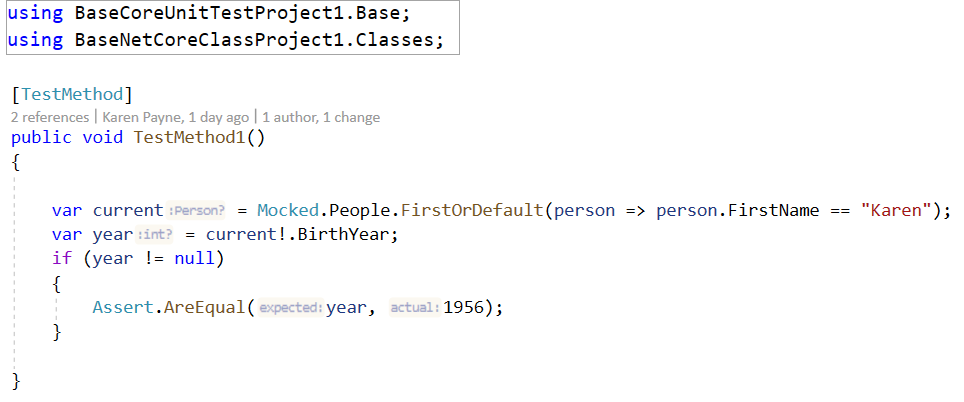 using BaseCoreUnitTestProject1.Base;
using BaseNetCoreClassProject1.Classes;
[TestMethod]
2 references | Karen Payne, 1 day ago | 1 author, 1 change
public void TestMethod1()
{
var current :Person? = Mocked.People.FirstOrDefault(person => person.FirstName == "Karen");
var year :int? = current!.BirthYear;
if (year != null)
{
Assert.AreEqual( expected: year, actual: 1956);
}
}